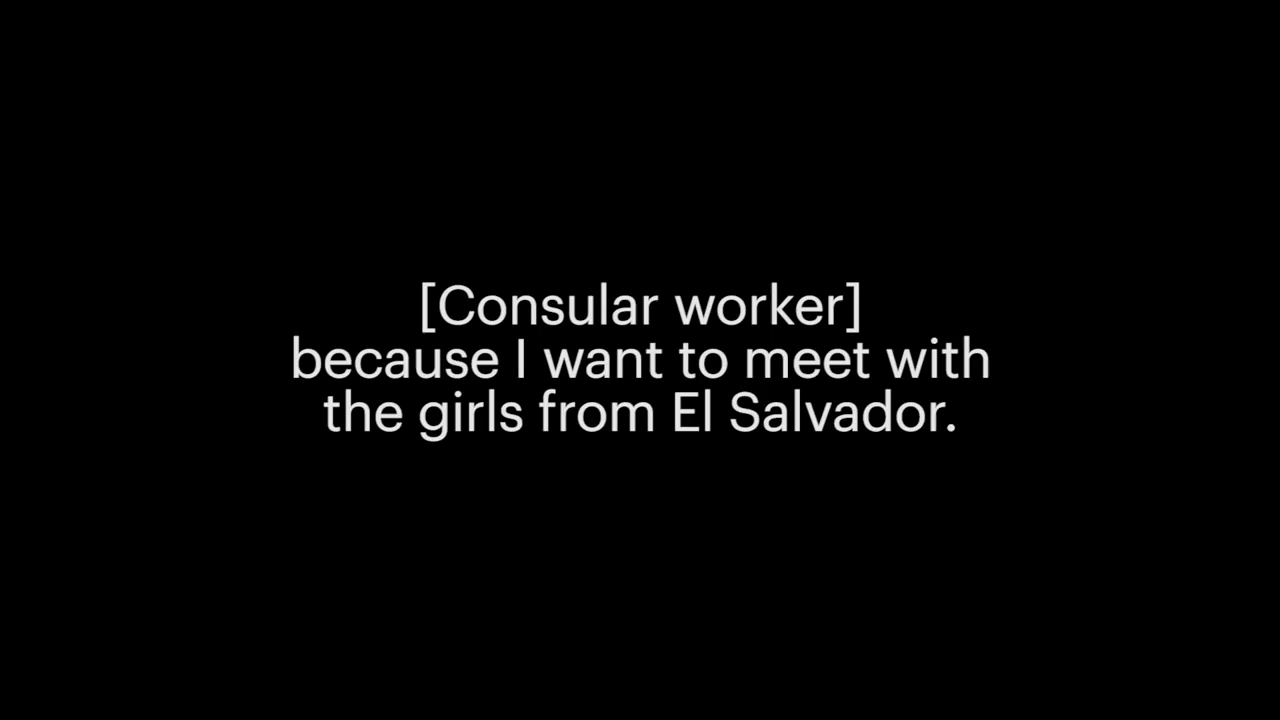 [Consular worker]
because I want to meet with
the girls from El Salvador.